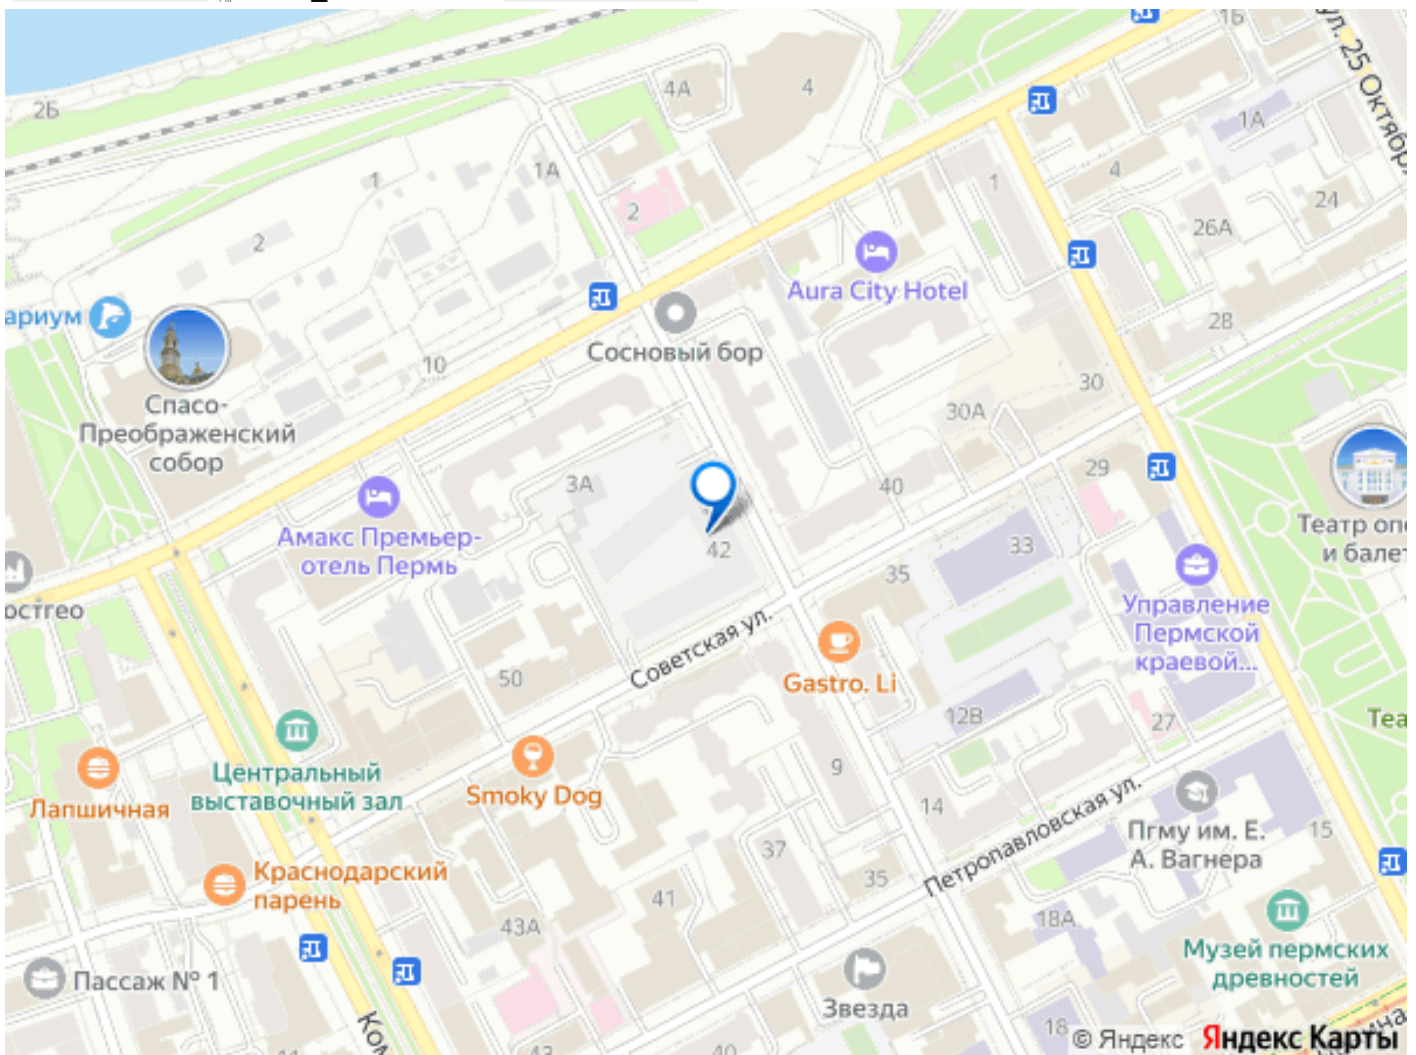 1Б
ул. 25 Октябр
2Б
4А
4
1А
1А
4
1
1
24
2
26А
2
Aura City Hotel
ариум
28
Сосновый бор
10
30
Спасо-
Преображенский
собор
30А
29
3А
40
Театр опе
и балет
Амакс Премьер-
отель Пермь
42
33
35
остгео
Управление
Пермской
краевой...
Советская ул.
50
Gastro. Li
12В
27
Теа
Центральный
выставочный зал
9
Smoky Dog
Лапшичная
14
Петропавловская ул.
Пгму им. Е.
А. Вагнера
15
37
Краснодарский
парень
35
41
43А
18А
Музей пермских
древностей
Пассаж № 1
Звезда
Ком
18
© Яндекс Яндекс Карты
ина
43